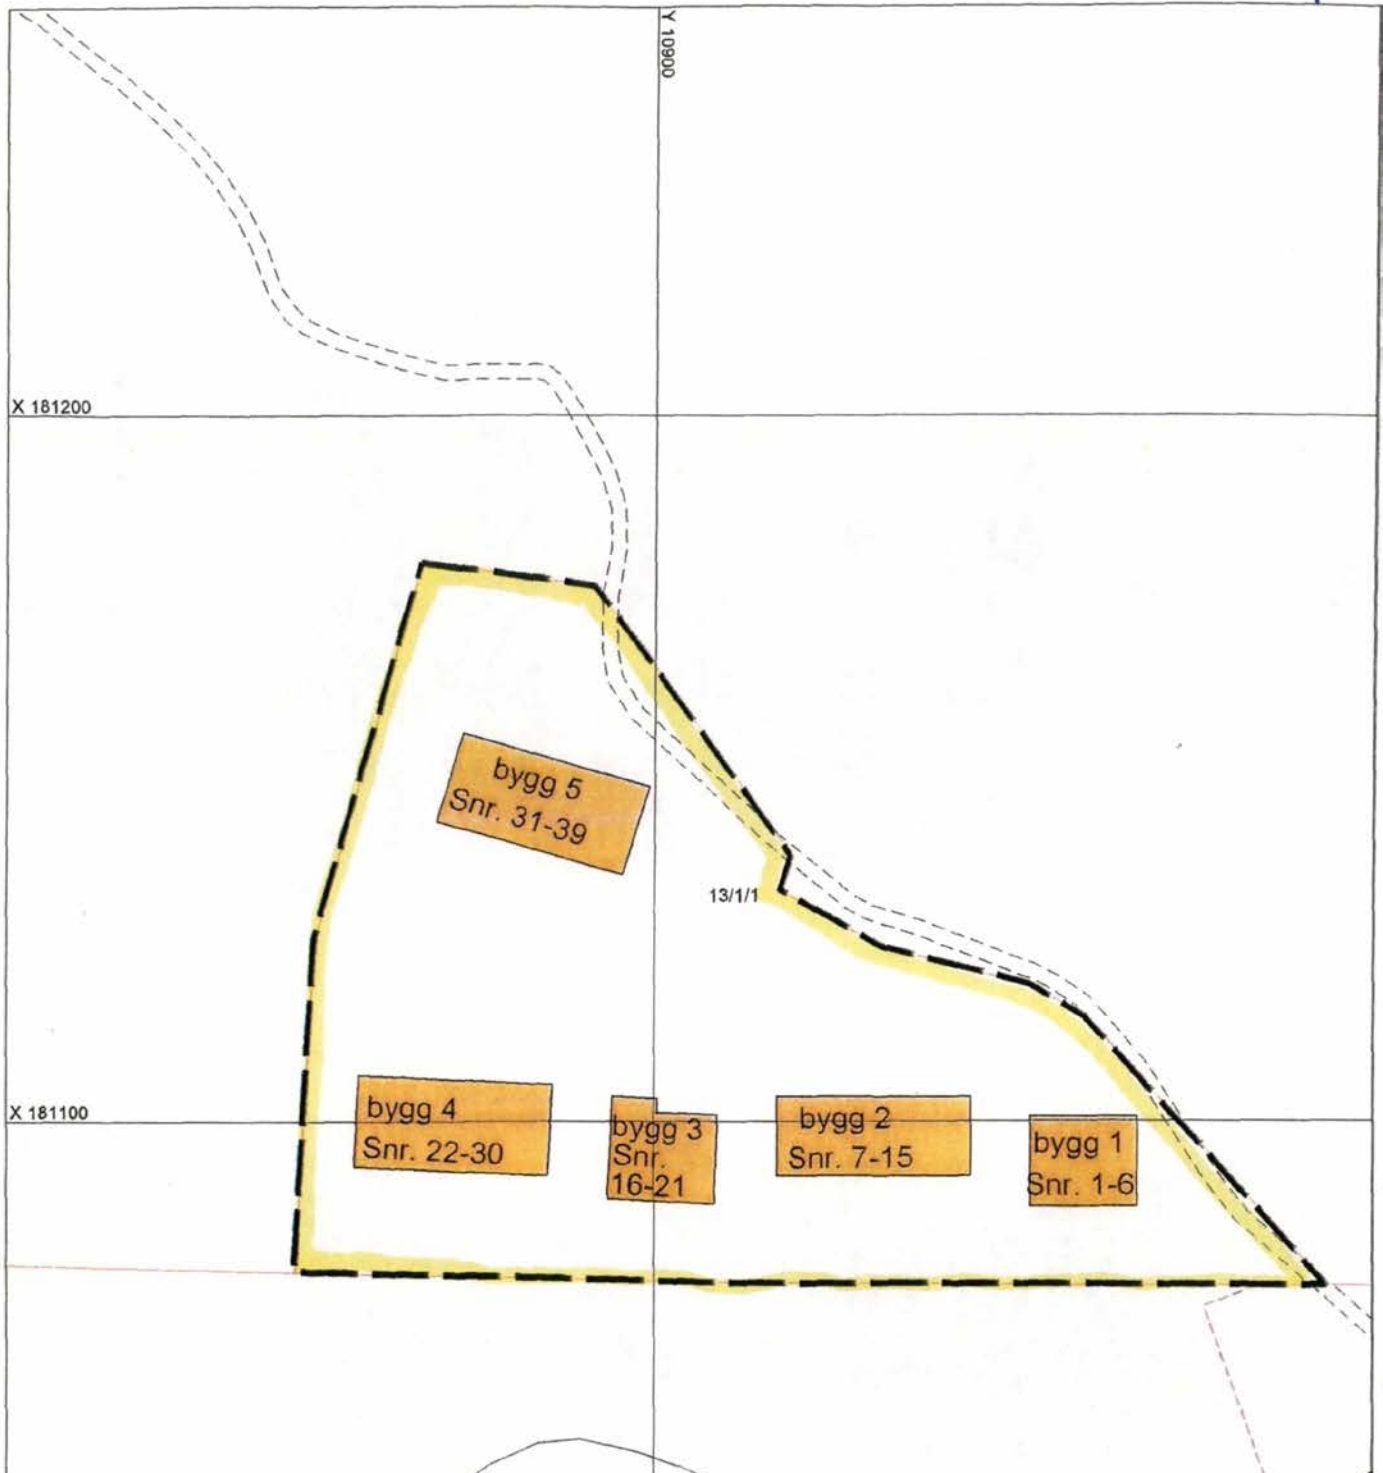 Y 10900
X 181200
bygg 5
Snr. 31-39
13/1/1
X 181100
bygg 4
Snr. 22-30
bygg 3
Snr.
16-21
bygg 2
Snr. 7-15
bygg 1
Snr. 1-6